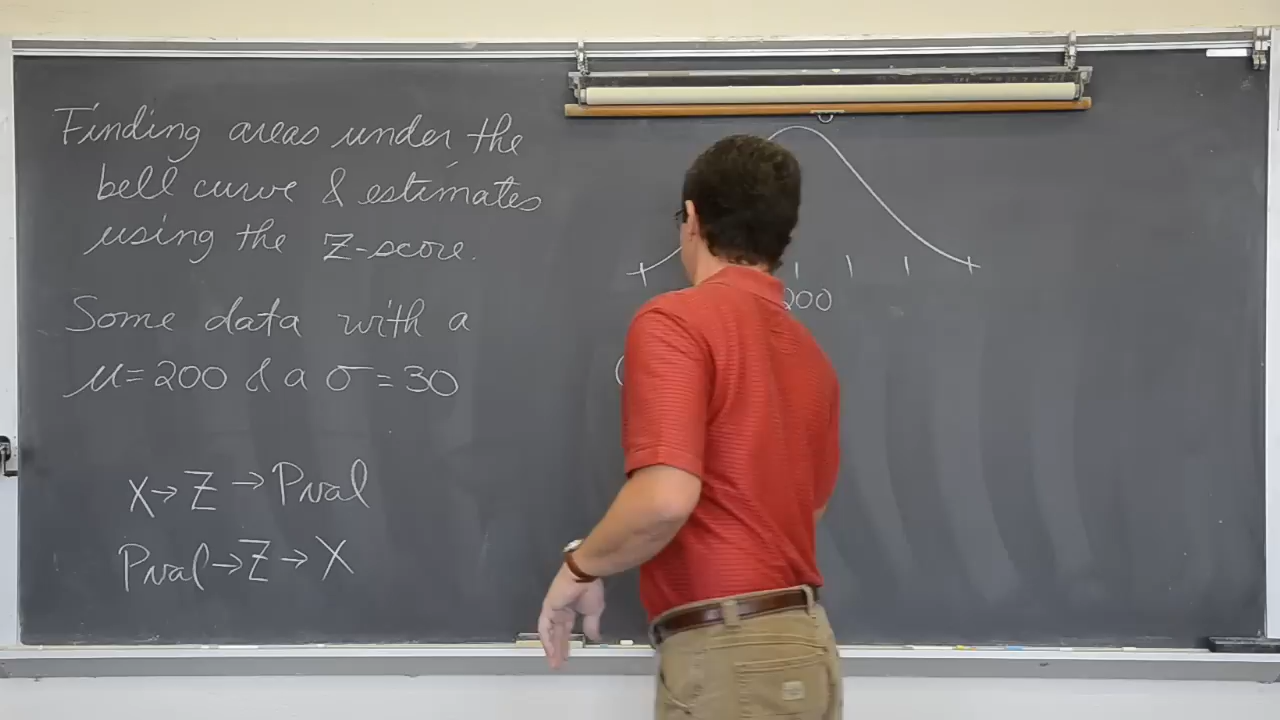 Finding areas under the
bell curve & estimates
using the Z-score.
Some data with a
μ=200 & a σ=30
X→Z→Pval
Pval→Z→X
200